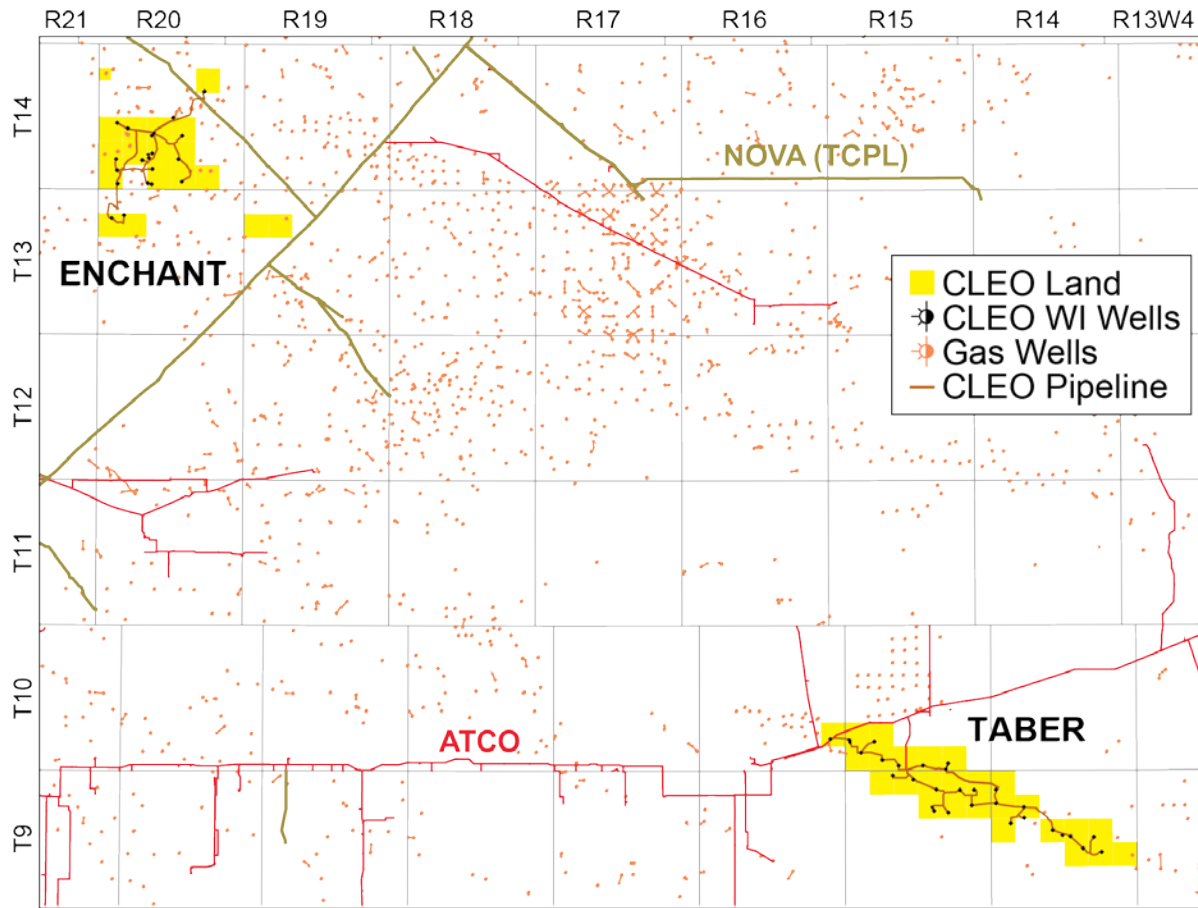 R21 R20 R19 R18 R17 R16 R15 R14 R13W4
T14
NOVA (TCPL)
T13
ENCHANT
CLEO Land
CLEO WI Wells
Gas Wells
CLEO Pipeline
T12
T11
T10
TABER
ATCO
T9